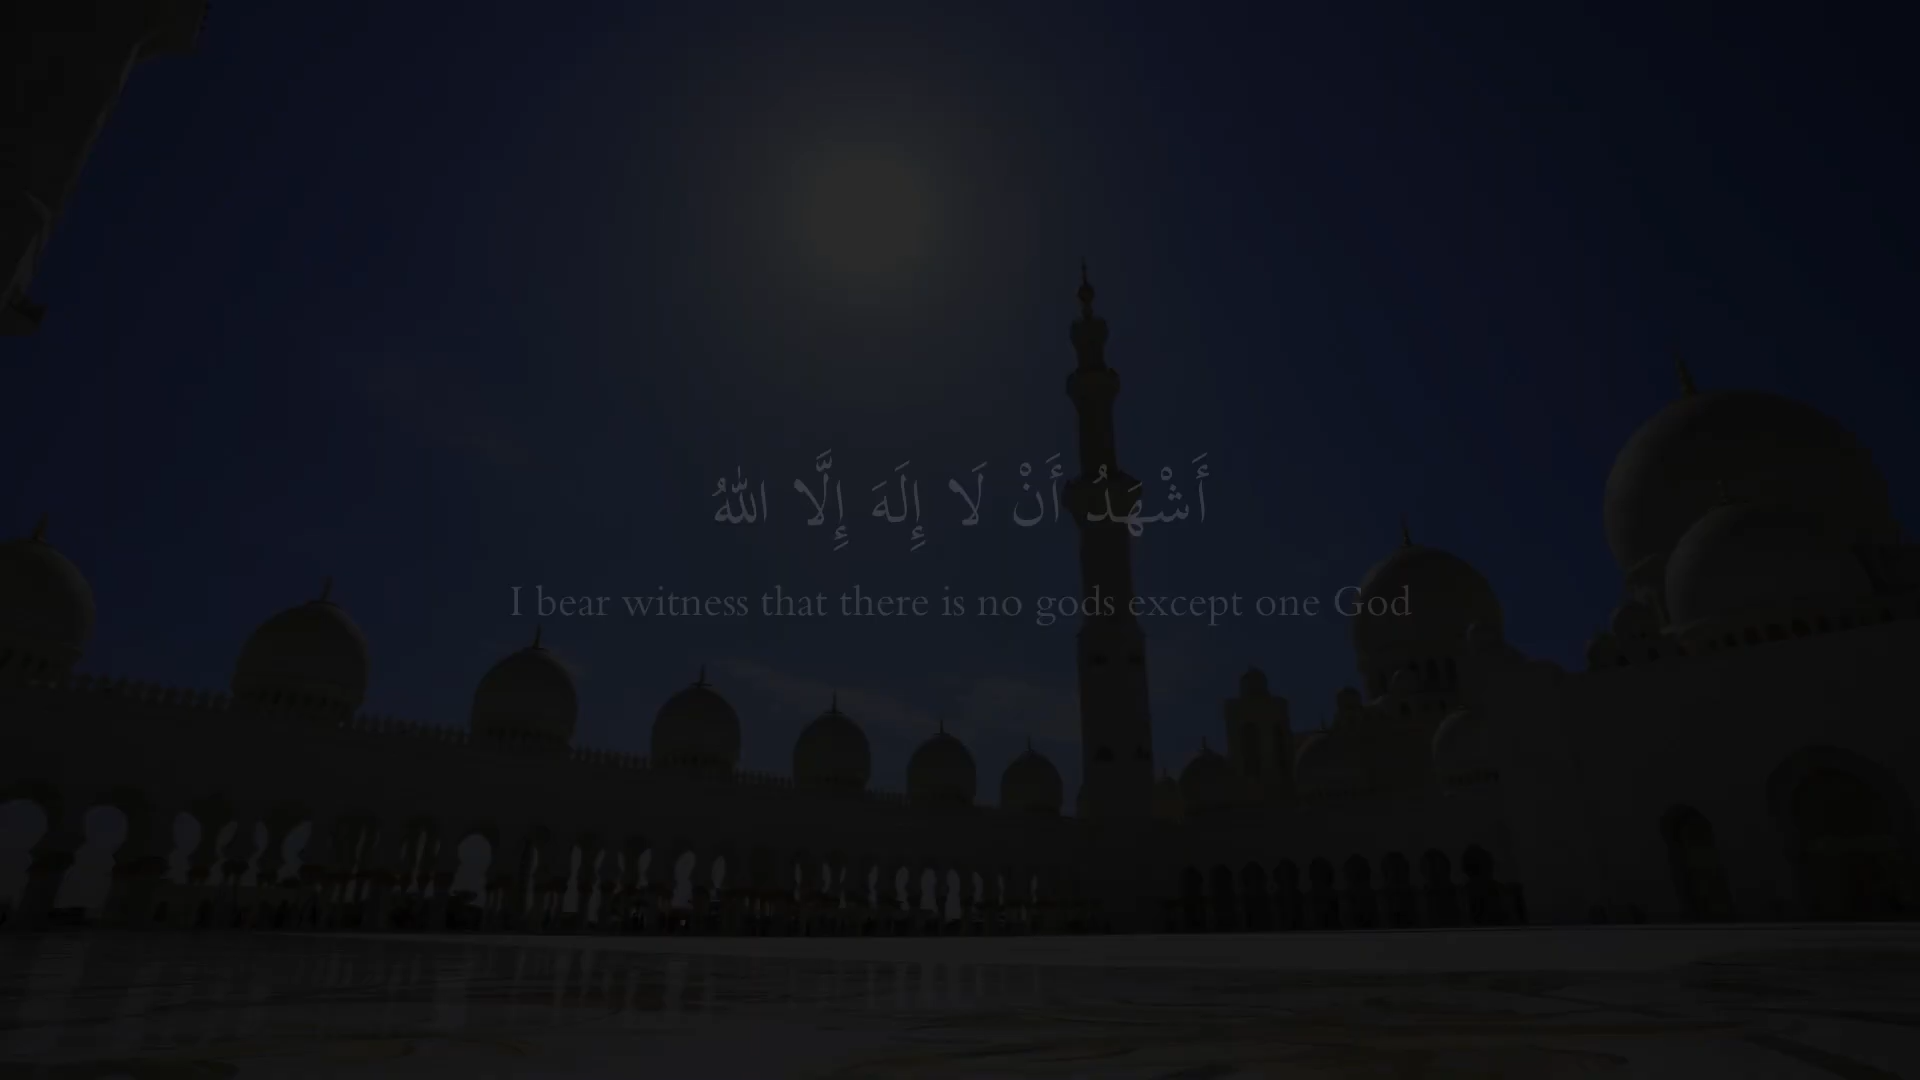 أَشْهَدُ أَنْ لَا إِلَهَ إِلَّا اللهُ
I bear witness that there is no gods except one God